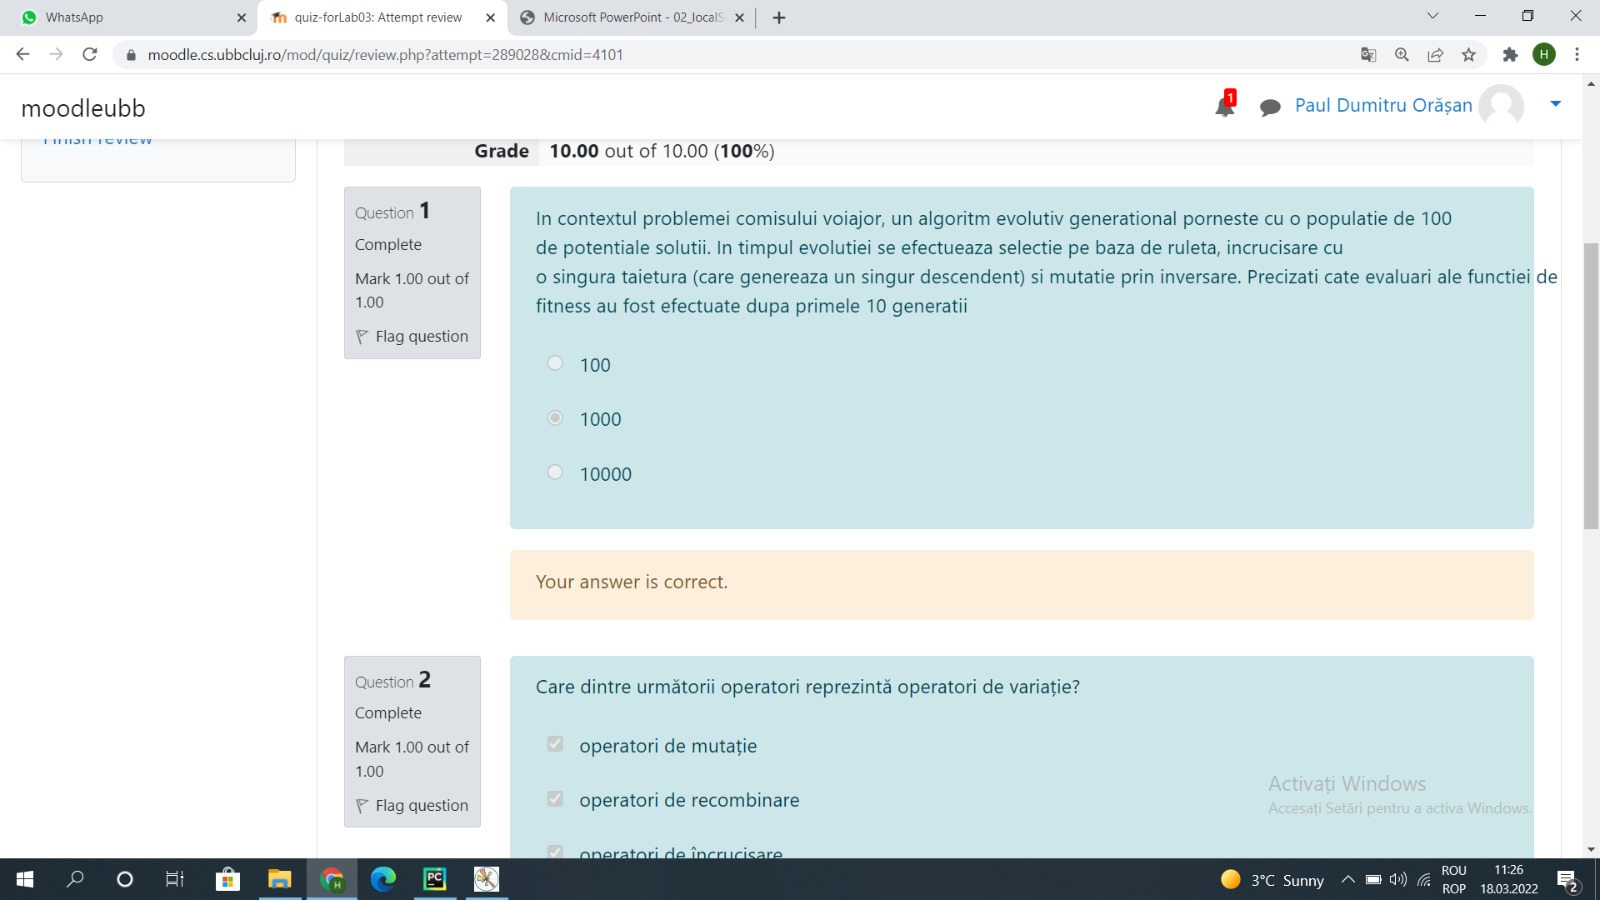 WhatsApp
quiz-forLab03: Attempt review
Microsoft PowerPoint - 02_localS
moodle.cs.ubbcluj.ro/mod/quiz/review.php?attempt=289028&cmid=4101
H
moodleubb
1
Paul Dumitru Orășan
Finish review
Grade 10.00 out of 10.00 (100%)
Question 1
Complete
Mark 1.00 out of
1.00
Flag question
In contextul problemei comisului voiajor, un algoritm evolutiv generational porneste cu o populatie de 100
de potentiale solutii. In timpul evolutiei se efectueaza selectie pe baza de ruleta, incrucisare cu
o singura taietura (care genereaza un singur descendent) si mutatie prin inversare. Precizati cate evaluari ale functiei de
fitness au fost efectuate dupa primele 10 generatii
100
1000
10000
Your answer is correct.
Question 2
Complete
Mark 1.00 out of
1.00
Flag question
Care dintre următorii operatori reprezintă operatori de variație?
operatori de mutație
operatori de recombinare
operatori de încrucișare
Activați Windows
Accesați Setări pentru a activa Windows.
H
PC
3°C Sunny
ROU
ROP
11:26
18.03.2022
2